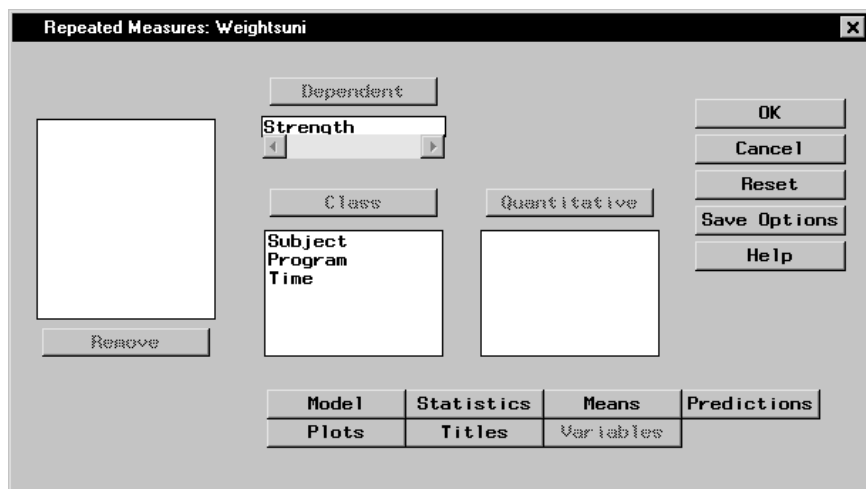 Repeated Measures: Weightsuni
Dependent
Strength
OK
Cancel
Reset
Save Options
Help
Class
Quantitative
Subject
Program
Time
Remove
Model
Statistics
Means
Predictions
Plots
Titles
Variables